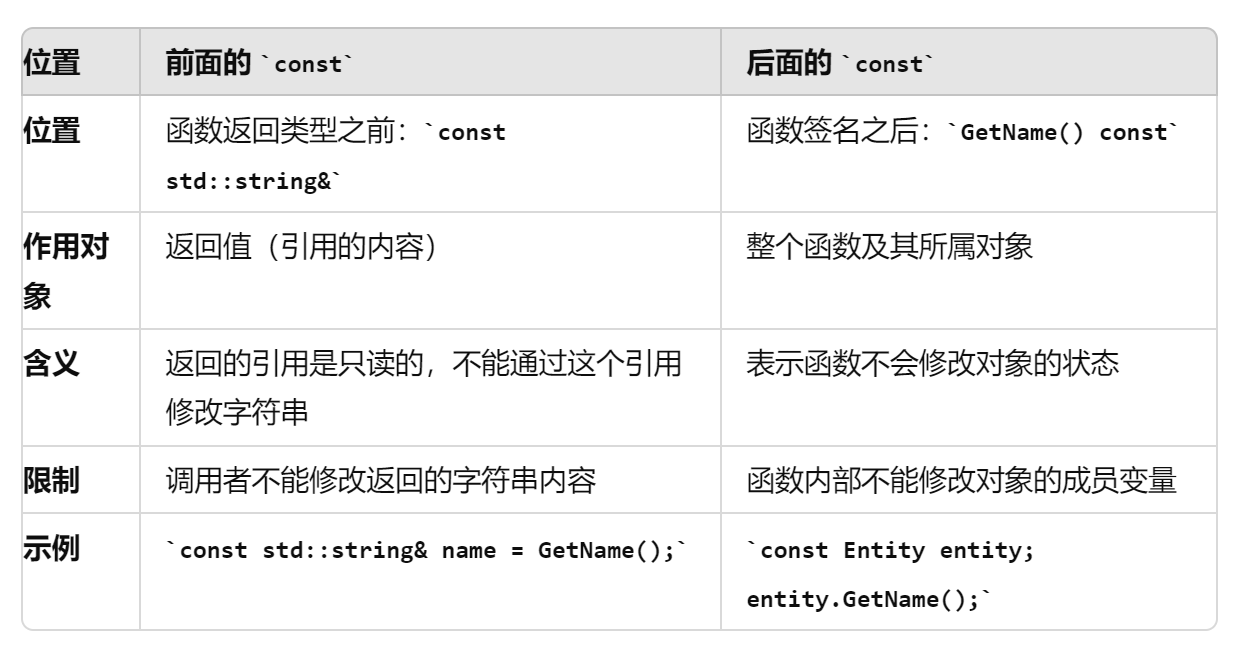 位置 前面的 `const` 后面的 `const`
位置 函数返回类型之前：`const 函数签名之后：`GetName() const`
std::string&`
作用对 返回值（引用的内容） 整个函数及其所属对象
象
含义 返回的引用是只读的，不能通过这个引用 表示函数不会修改对象的状态
修改字符串
限制 调用者不能修改返回的字符串内容 函数内部不能修改对象的成员变量
示例 `const std::string& name = GetName();` `const Entity entity;
entity.GetName();`